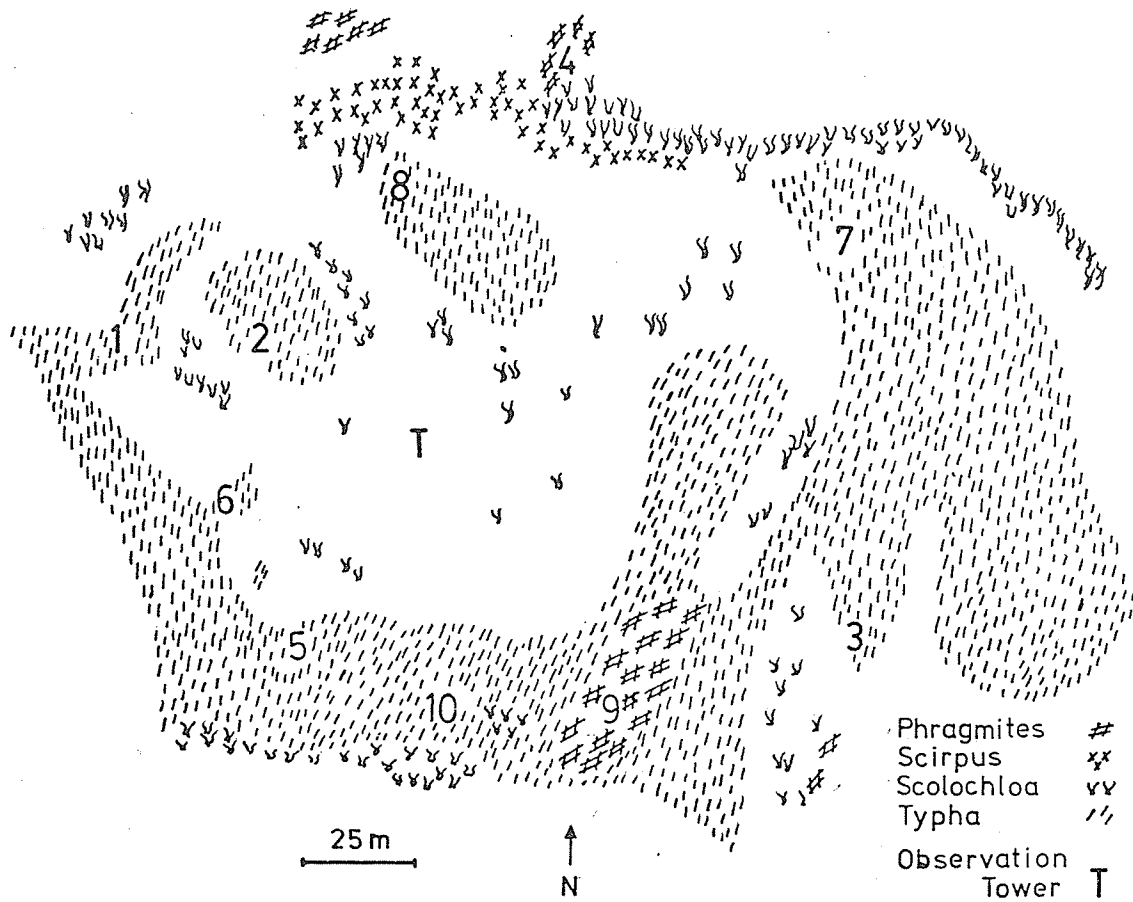 4
8
7
1
2
T
6
5
3
10
9
Phragmites
Scirpus
Scolochloa
Typha
Observation
Tower T
25 m
N